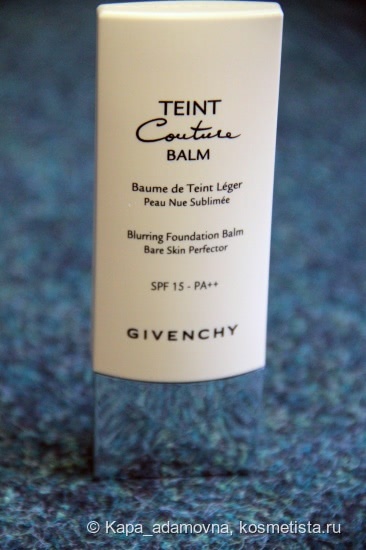 TEINT
Couture
BALM
Baume de Teint Léger
Peau Nue Sublimée
Blurring Foundation Balm
Bare Skin Perfector
SPF 15 - PA++
GIVENCHY
© Kapa_adamovna, kosmetista.ru